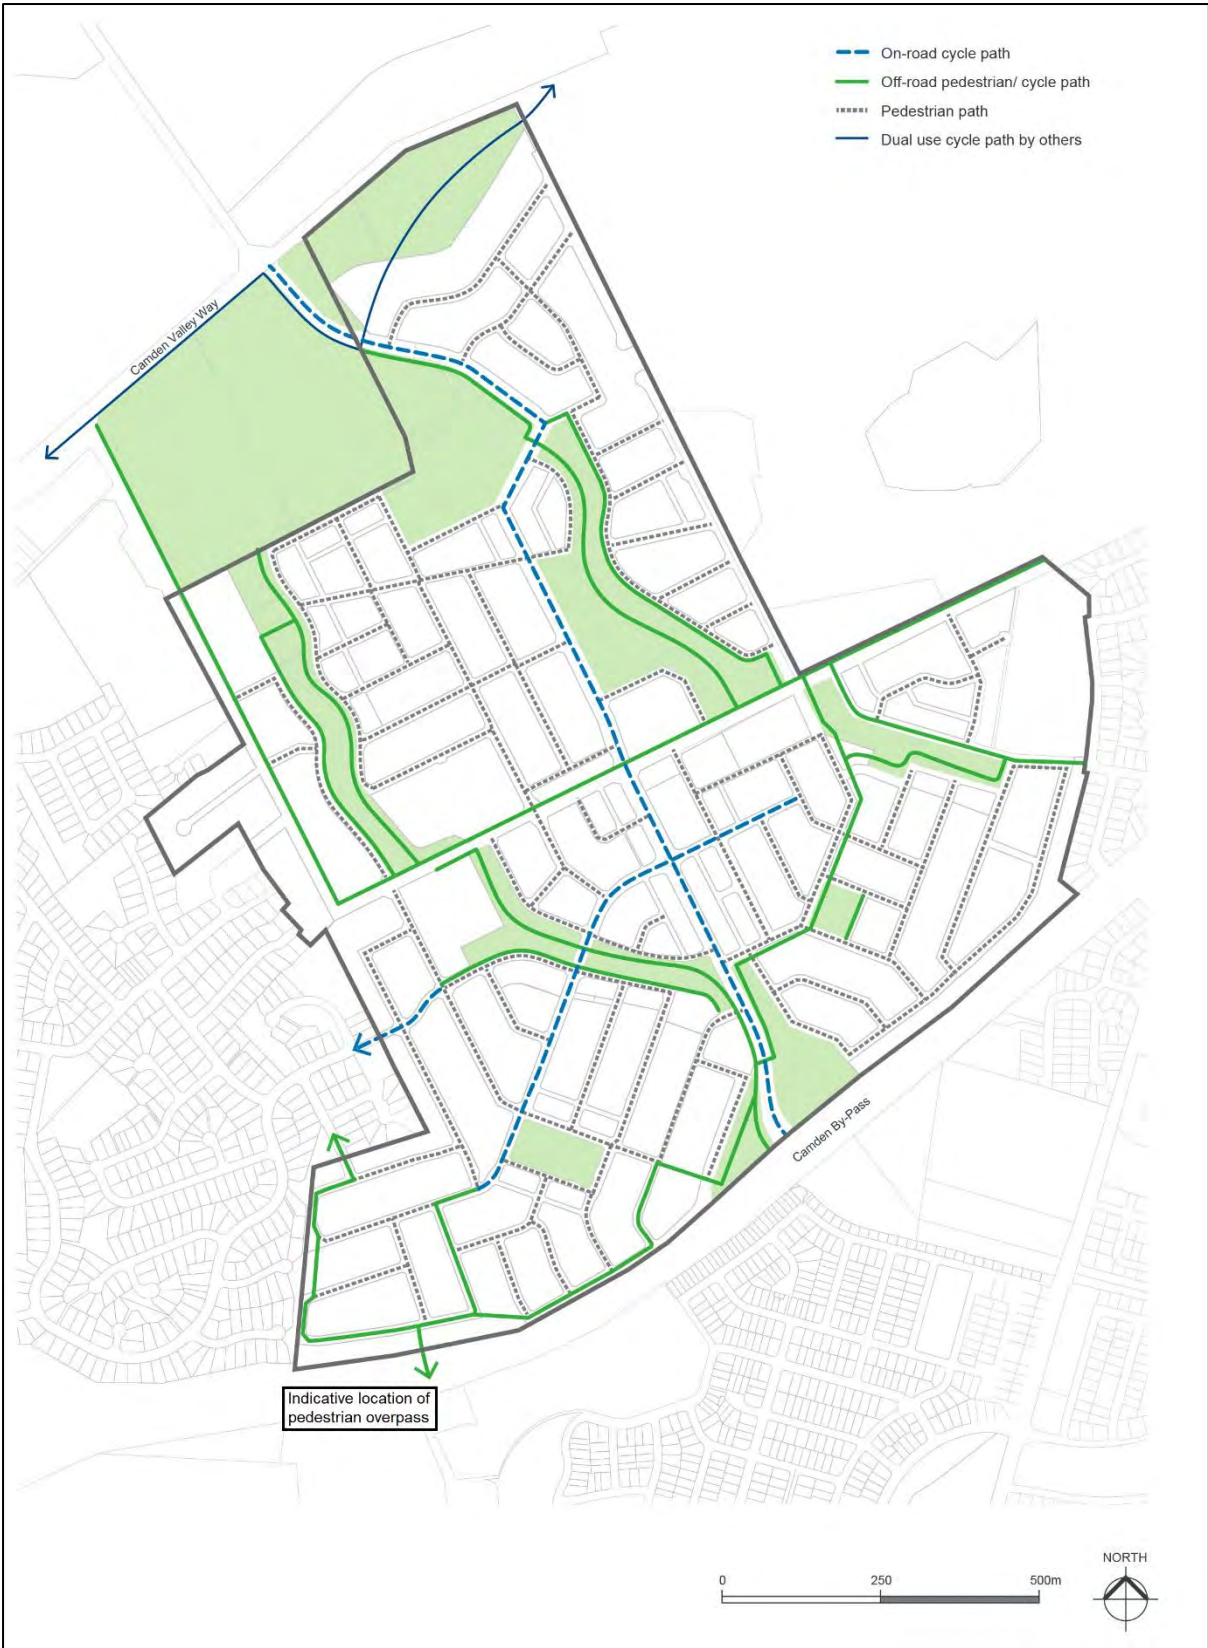 On-road cycle path
Off-road pedestrian/ cycle path
Pedestrian path
Dual use cycle path by others
Camden Valley Way
Camden By-Pass
Indicative location of
pedestrian overpass
NORTH
0 250 500m